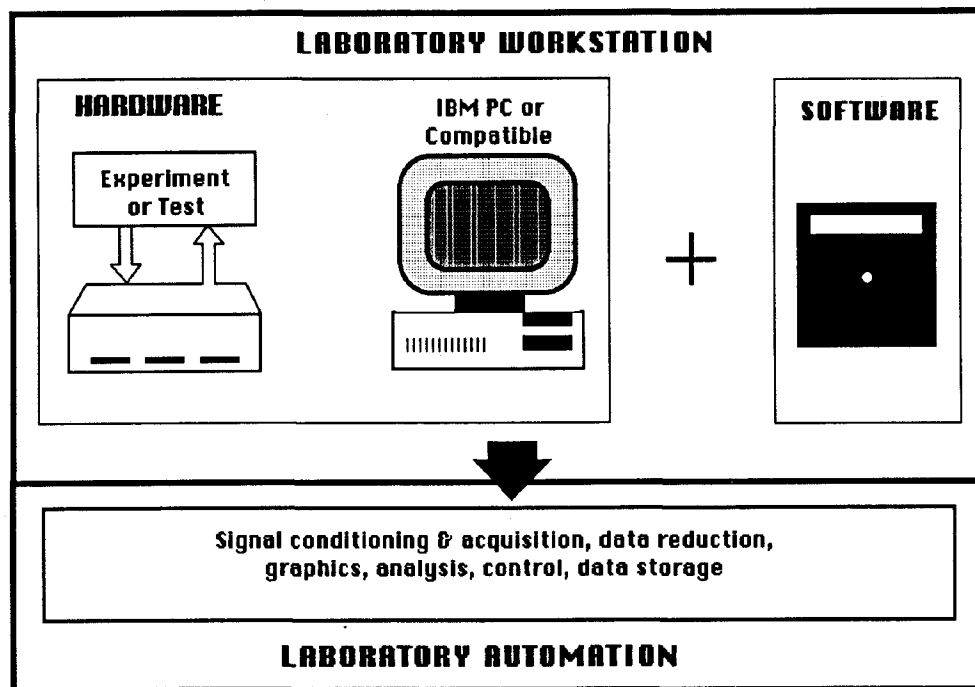 LABORATORY WORKSTATION
HARDWARE
Experiment
or Test
IBM PC or
Compatible
SOFTWARE
Signal conditioning & acquisition, data reduction,
graphics, analysis, control, data storage
LABORATORY AUTOMATION